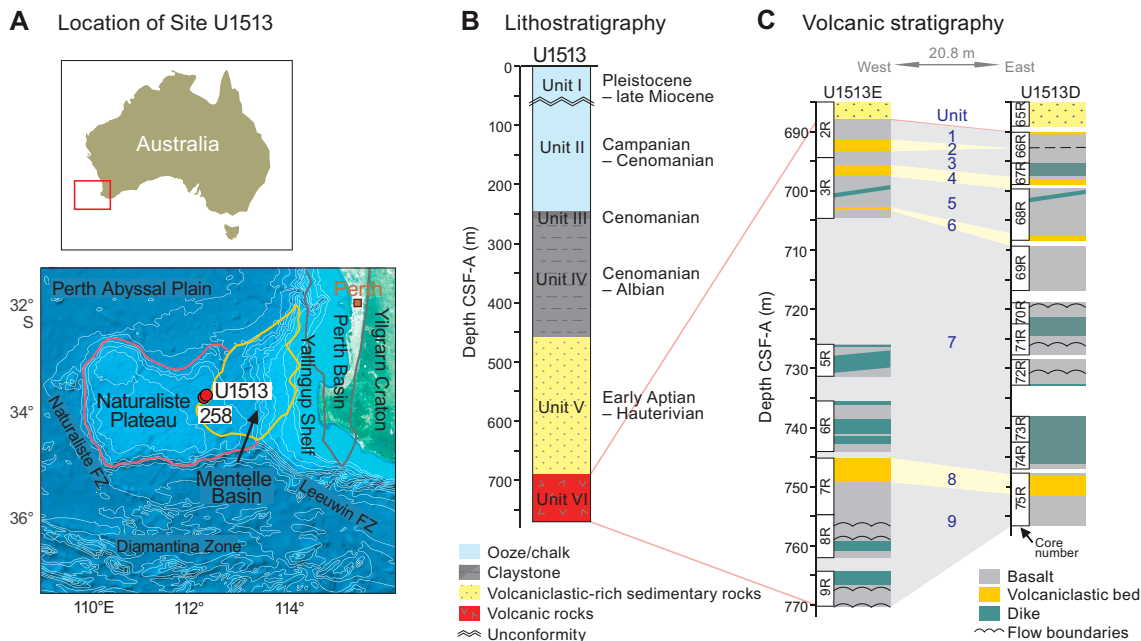 A Location of Site U1513
Australia
32°
S
34°
36°
110°E
112°
114°
Perth Abyssal Plain
Perth
Perth Basin
Yilgrarn Craton
Yallingup Shelf
Naturaliste
Plateau
U1513
258
Naturaliste FZ
Mentelle
Basin
Leeuwin FZ
Diamantina Zone
B Lithostratigraphy
U1513
Depth CSF-A (m)
0
100
200
300
400
500
600
700
Unit I
Unit II
Unit III
Unit IV
Unit V
Unit VI
Pleistocene
– late Miocene
Campanian
– Cenomanian
Cenomanian
Cenomanian
– Albian
Early Aptian
– Hauterivian
Ooze/chalk
Claystone
Volcaniclastic-rich sedimentary rocks
Volcanic rocks
Unconformity
C Volcanic stratigraphy
20.8 m
West
East
U1513E
U1513D
Unit
Depth CSF-A (m)
690
700
710
720
730
740
750
760
770
2R
3R
5R
6R
7R
8R
9R
1
2
3
4
5
6
7
8
9
65R
66R
67R
68R
69R
70R
71R
72R
73R
74R
75R
Core
number
Basalt
Volcaniclastic bed
Dike
Flow boundaries